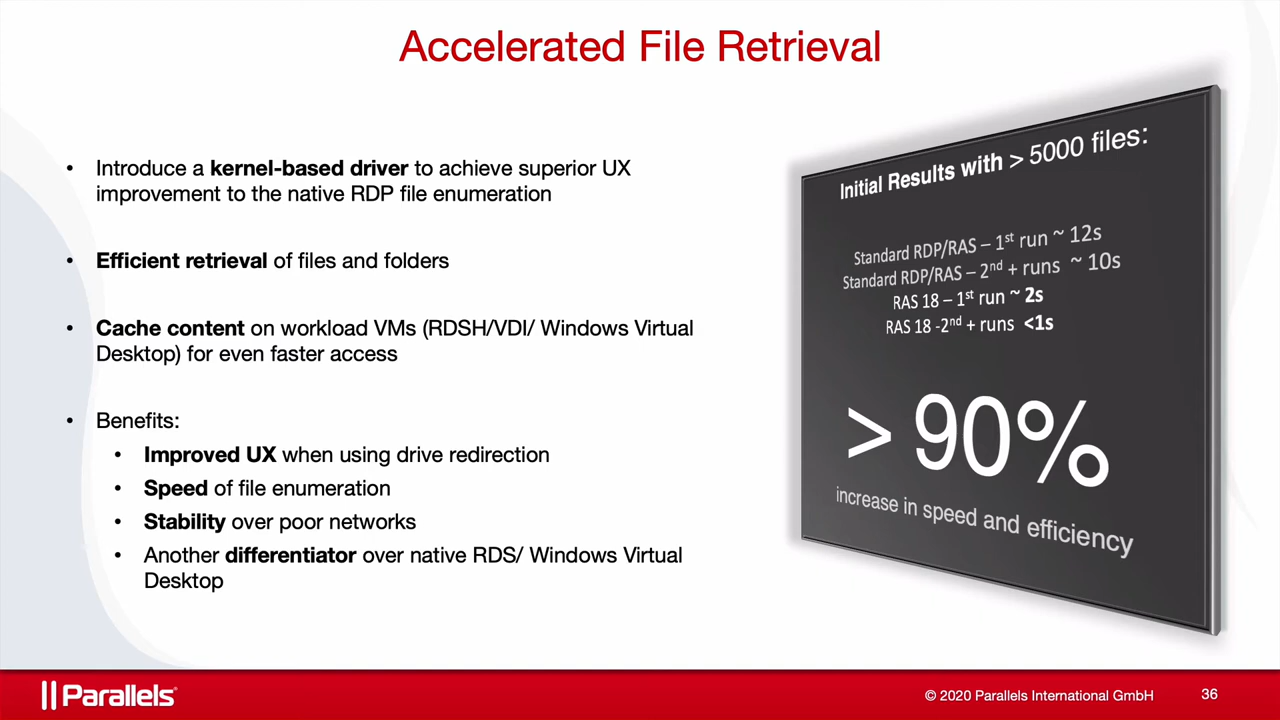 Accelerated File Retrieval
• Introduce a kernel-based driver to achieve superior UX
improvement to the native RDP file enumeration
• Efficient retrieval of files and folders
• Cache content on workload VMs (RDSH/VDI/ Windows Virtual
Desktop) for even faster access
• Benefits:
• Improved UX when using drive redirection
• Speed of file enumeration
• Stability over poor networks
• Another differentiator over native RDS/ Windows Virtual
Desktop
Initial Results with > 5000 files:
Standard RDP/RAS – 1st run ~ 12s
Standard RDP/RAS – 2nd + runs ~ 10s
RAS 18 – 1st run ~ 2s
RAS 18 -2nd + runs <1s
> 90%
increase in speed and efficiency
Parallels®
© 2020 Parallels International GmbH
36